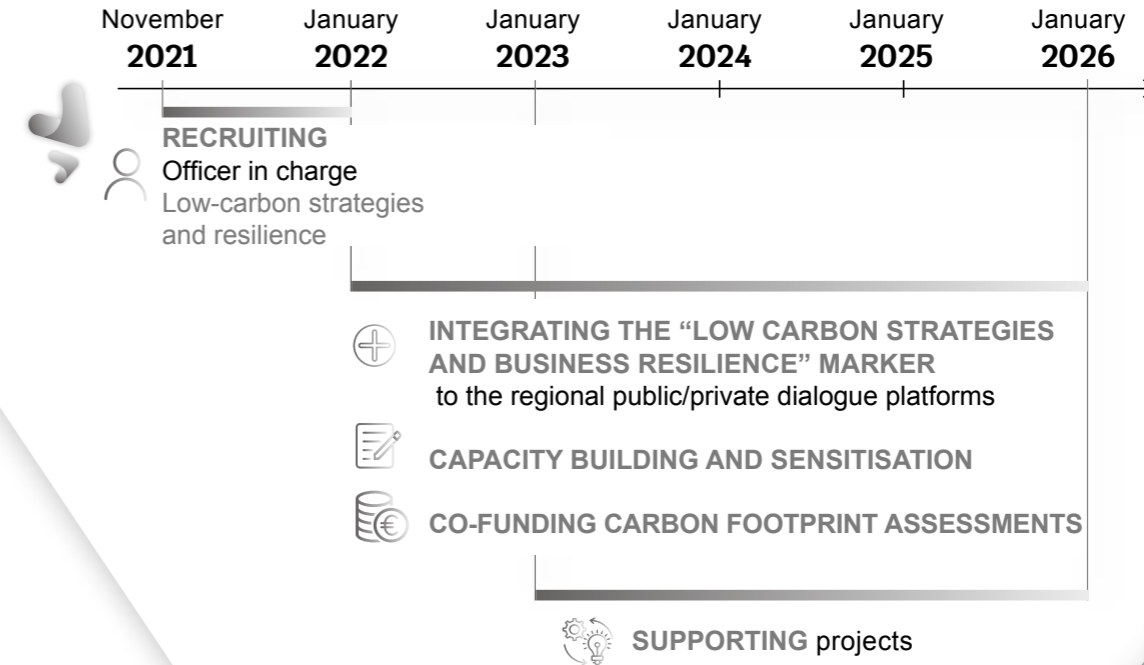 November January January January January January
2021 2022 2023 2024 2025 2026
RECRUITING
Officer in charge
Low-carbon strategies
and resilience
INTEGRATING THE “LOW CARBON STRATEGIES
AND BUSINESS RESILIENCE” MARKER
to the regional public/private dialogue platforms
CAPACITY BUILDING AND SENSITISATION
€ CO-FUNDING CARBON FOOTPRINT ASSESSMENTS
SUPPORTING projects